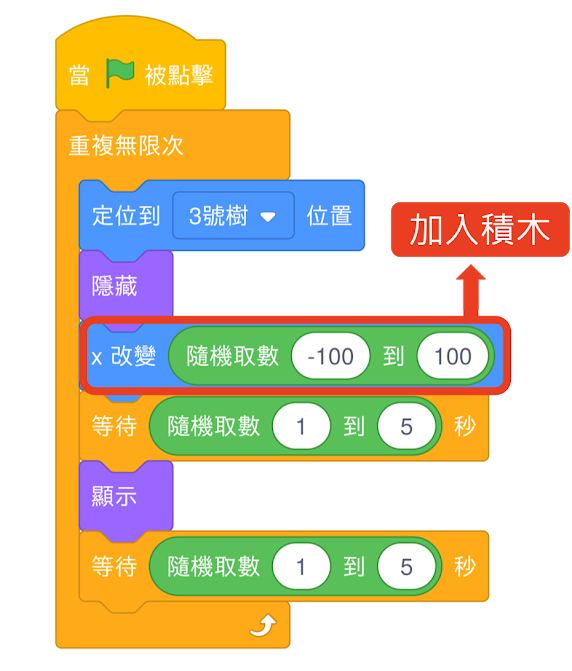 當 被點擊
重複無限次
定位到 3號樹 位置
加入積木
隱藏
x 改變 隨機取數 -100 到 100
等待 隨機取數 1 到 5 秒
顯示
等待 隨機取數 1 到 5 秒